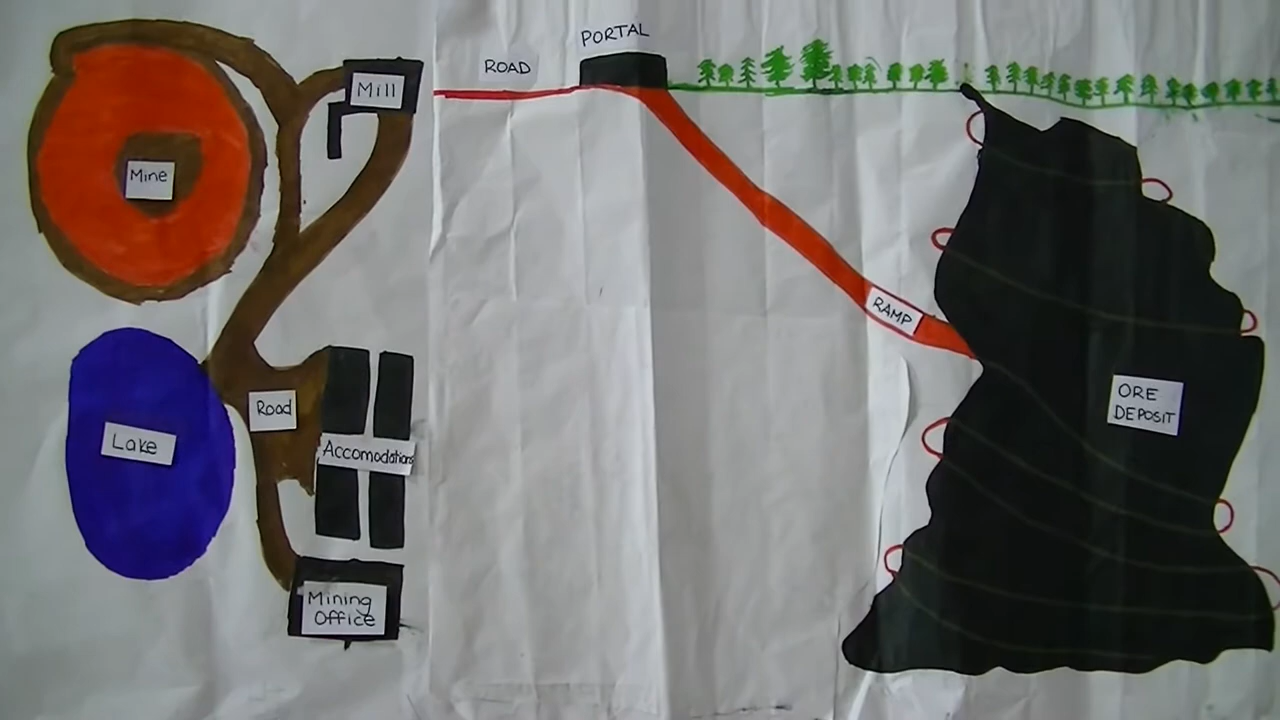 Mill
Mine
Road
Lake
Accomodations
Mining
Office
ROAD
PORTAL
RAMP
ORE
DEPOSIT